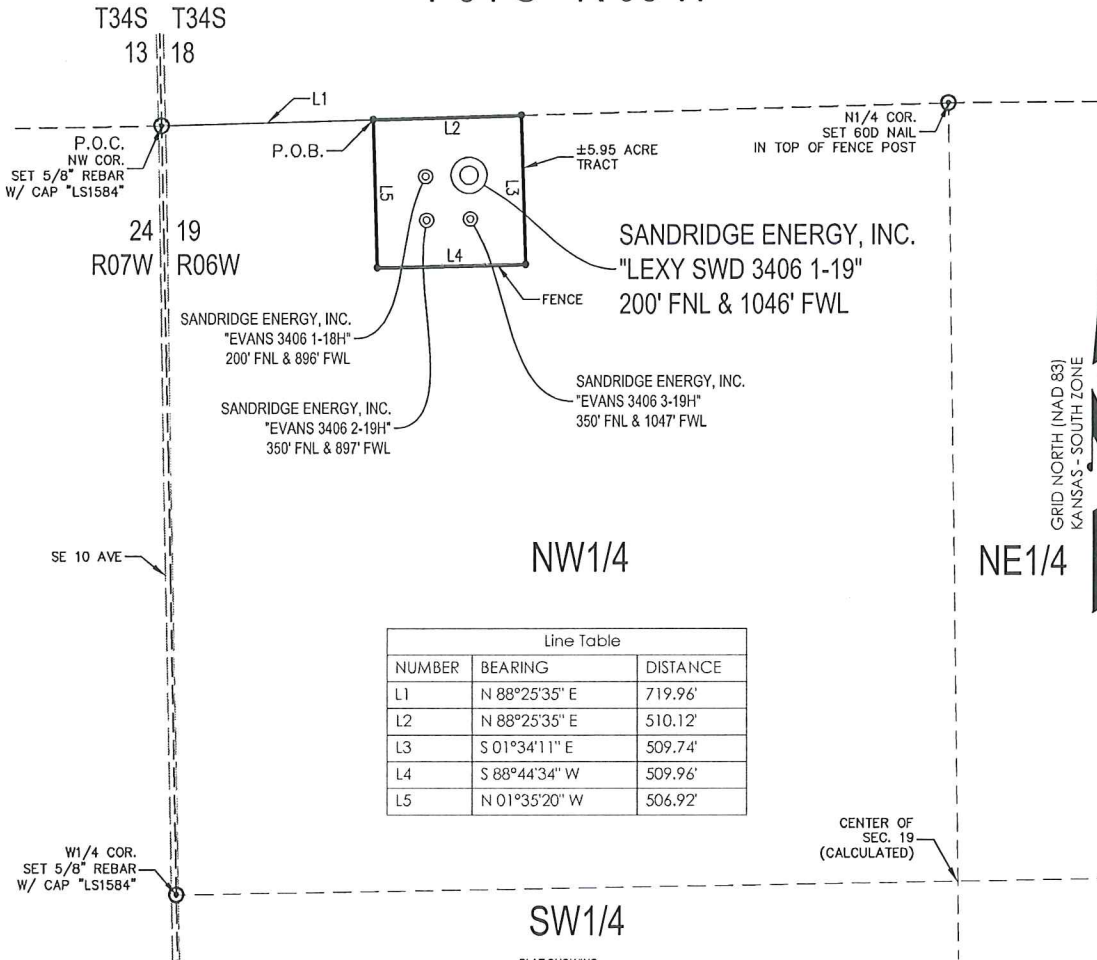 T34S T34S
13 18
L1
P.O.C.
NW COR.
SET 5/8" REBAR
W/ CAP "LS1584"
P.O.B.
L2
±5.95 ACRE
TRACT
N1/4 COR.
SET 60D NAIL
IN TOP OF FENCE POST
L5
L3
L4
24 19
R07W R06W
FENCE
SANDRIDGE ENERGY, INC.
"LEXY SWD 3406 1-19"
200' FNL & 1046' FWL
SANDRIDGE ENERGY, INC.
"EVANS 3406 1-18H"
200' FNL & 896' FWL
SANDRIDGE ENERGY, INC.
"EVANS 3406 2-19H"
350' FNL & 897' FWL
SANDRIDGE ENERGY, INC.
"EVANS 3406 3-19H"
350' FNL & 1047' FWL
GRID NORTH (NAD 83)
KANSAS - SOUTH ZONE
SE 10 AVE
NW1/4
NE1/4
Line Table
NUMBER BEARING DISTANCE
L1 N 88°25'35" E 719.96'
L2 N 88°25'35" E 510.12'
L3 S 01°34'11" E 509.74'
L4 S 88°44'34" W 509.96'
L5 N 01°35'20" W 506.92'
CENTER OF
SEC. 19
(CALCULATED)
W1/4 COR.
SET 5/8" REBAR
W/ CAP "LS1584"
SW1/4